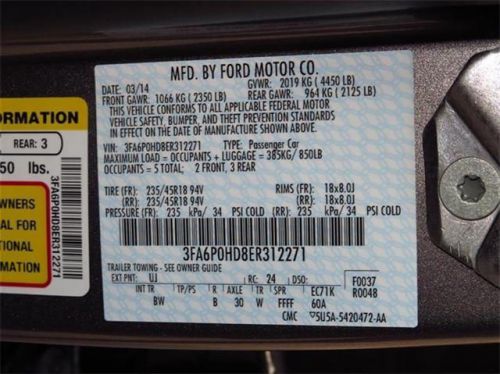 MFD. BY FORD MOTOR CO.
DATE: 03/14 GVWR: 2019 KG ( 4450 LB)
FRONT GAWR: 1066 KG ( 2350 LB) REAR GAWR: 964 KG ( 2125 LB)
THIS VEHICLE CONFORMS TO ALL APPLICABLE FEDERAL MOTOR
VEHICLE SAFETY, BUMPER, AND THEFT PREVENTION STANDARDS
IN EFFECT ON THE DATE OF MANUFACTURE SHOWN ABOVE.
VIN: 3FA6P0HD8ER312271 TYPE: Passenger Car
MAXIMUM LOAD = OCCUPANTS + LUGGAGE = 385KG / 850LB
OCCUPANTS = 5 TOTAL: 2 FRONT, 3 REAR
TIRE (FR): 235/45R18 94V RIMS (FR): 18x8.0J
(RR): 235/45R18 94V (RR): 18x8.0J
PRESSURE (FR): 235 kPa/ 34 PSI COLD (RR): 235 kPa/ 34 PSI COLD
3FA6P0HD8ER312271
TRAILER TOWING - SEE OWNER GUIDE
EXT PNT: UJ RC: 24 DSO: F0037
INT TR TP/PS R AXLE TR SPR EC71K R0048
BW B 30 W FFFF 60A
CMC SU5A-5420472-AA
FORMATION
REAR: 3
50 lbs.
3FA6P0HD8ER312271